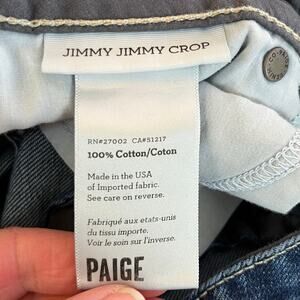 JIMMY JIMMY CROP
RN#27002 CA#51217
100% Cotton/Coton
Made in the USA
of Imported fabric.
See care on reverse.
Fabriqué aux etats-unis
du tissu importe.
Voir le soin sur l'inverse.
PAIGE